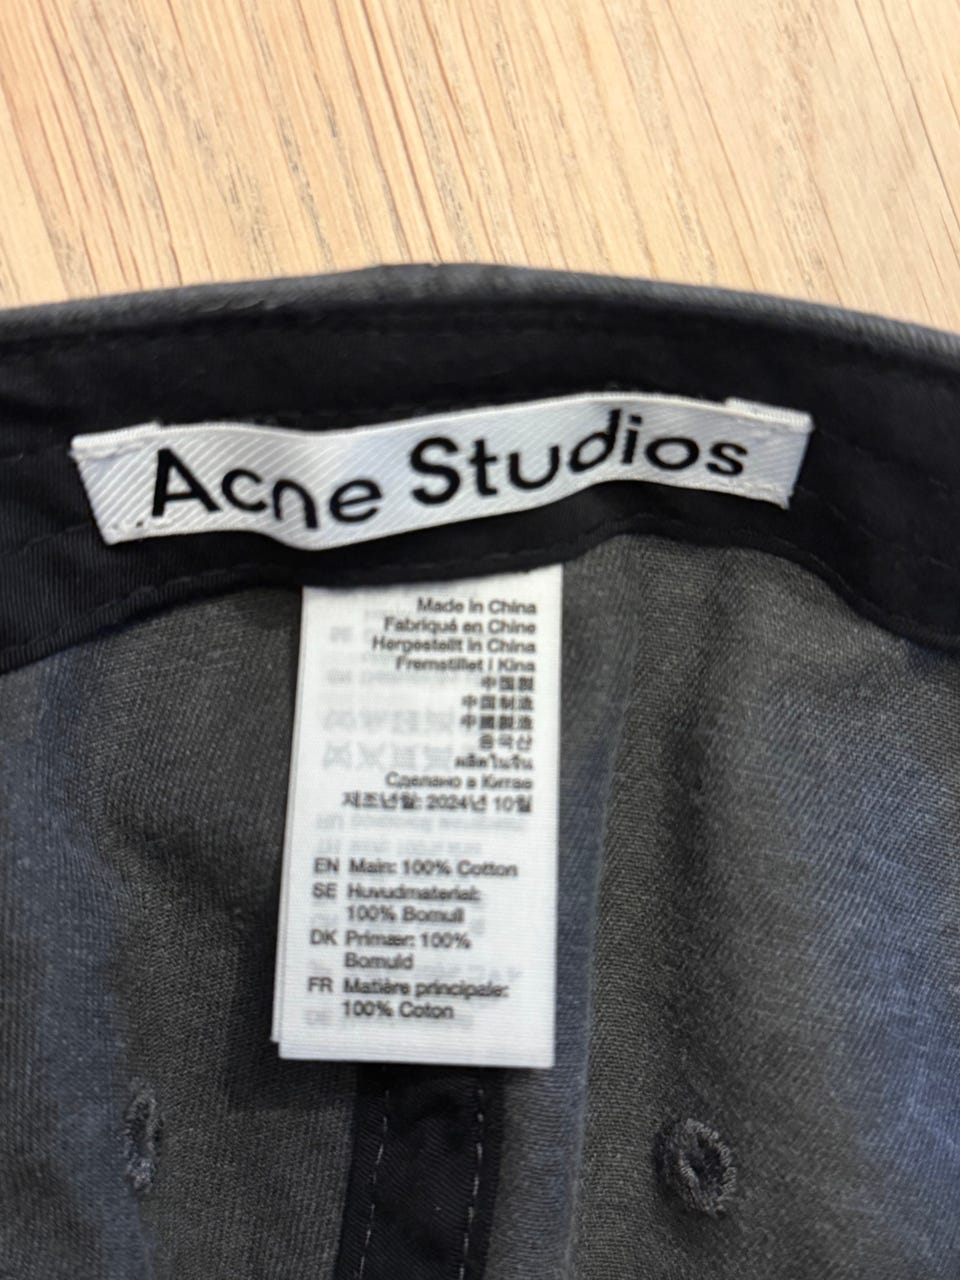 Acne Studios
Made in China
Fabriqué en Chine
Hergestellt in China
Fremstillet i Kina
中国製
中国制造
中國製造
중국산
ผลิตในจีน
Сделано в Китае
제조년월: 2024년 10월
EN Main: 100% Cotton
SE Huvudmaterial:
100% Bomull
DK Primær: 100%
Bomuld
FR Matière principale:
100% Coton